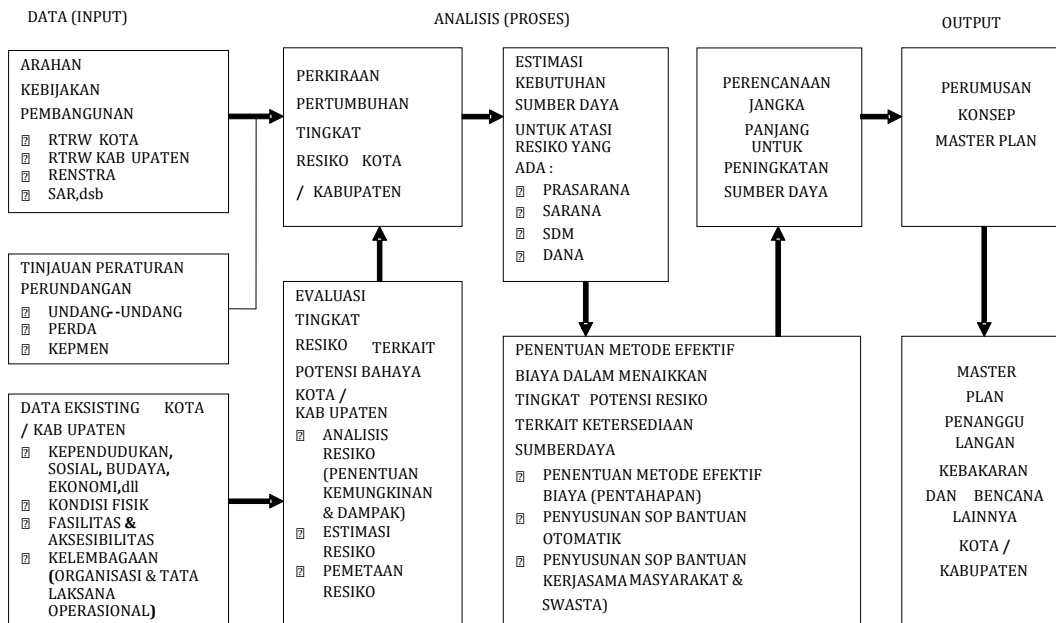 DATA (INPUT)
ANALISIS (PROSES)
OUTPUT
ARAHAN
KEBIJAKAN
PEMBANGUNAN
RTRW KOTA
RTRW KAB UPATEN
RENSTRA
SAR,dsb
TINJAUAN PERATURAN
PERUNDANGAN
UNDANG--UNDANG
PERDA
KEPMEN
DATA EKSISTING KOTA
/ KAB UPATEN
KEPENDUDUKAN,
SOSIAL, BUDAYA,
EKONOMI,dll
KONDISI FISIK
FASILITAS &
AKSESIBILITAS
KELEMBAGAAN
(ORGANISASI & TATA
LAKSANA
OPERASIONAL)
PERKIRAAN
PERTUMBUHAN
TINGKAT
RESIKO KOTA
/ KABUPATEN
EVALUASI
TINGKAT
RESIKO TERKAIT
POTENSI BAHAYA
KOTA /
KAB UPATEN
ANALISIS
RESIKO
(PENENTUAN
KEMUNGKINAN
& DAMPAK)
ESTIMASI
RESIKO
PEMETAAN
RESIKO
ESTIMASI
KEBUTUHAN
SUMBER DAYA
UNTUK ATASI
RESIKO YANG
ADA :
PRASARANA
SARANA
SDM
DANA
PENENTUAN METODE EFEKTIF
BIAYA DALAM MENAIKKAN
TINGKAT POTENSI RESIKO
TERKAIT KETERSEDIAAN
SUMBERDAYA
PENENTUAN METODE EFEKTIF
BIAYA (PENTAHAPAN)
PENYUSUNAN SOP BANTUAN
OTOMATIK
PENYUSUNAN SOP BANTUAN
KERJASAMA MASYARAKAT &
SWASTA)
PERENCANAAN
JANGKA
PANJANG
UNTUK
PENINGKATAN
SUMBER DAYA
PERUMUSAN
KONSEP
MASTER PLAN
MASTER
PLAN
PENANGGU
LANGAN
KEBAKARAN
DAN BENCANA
LAINNYA
KOTA /
KABUPATEN